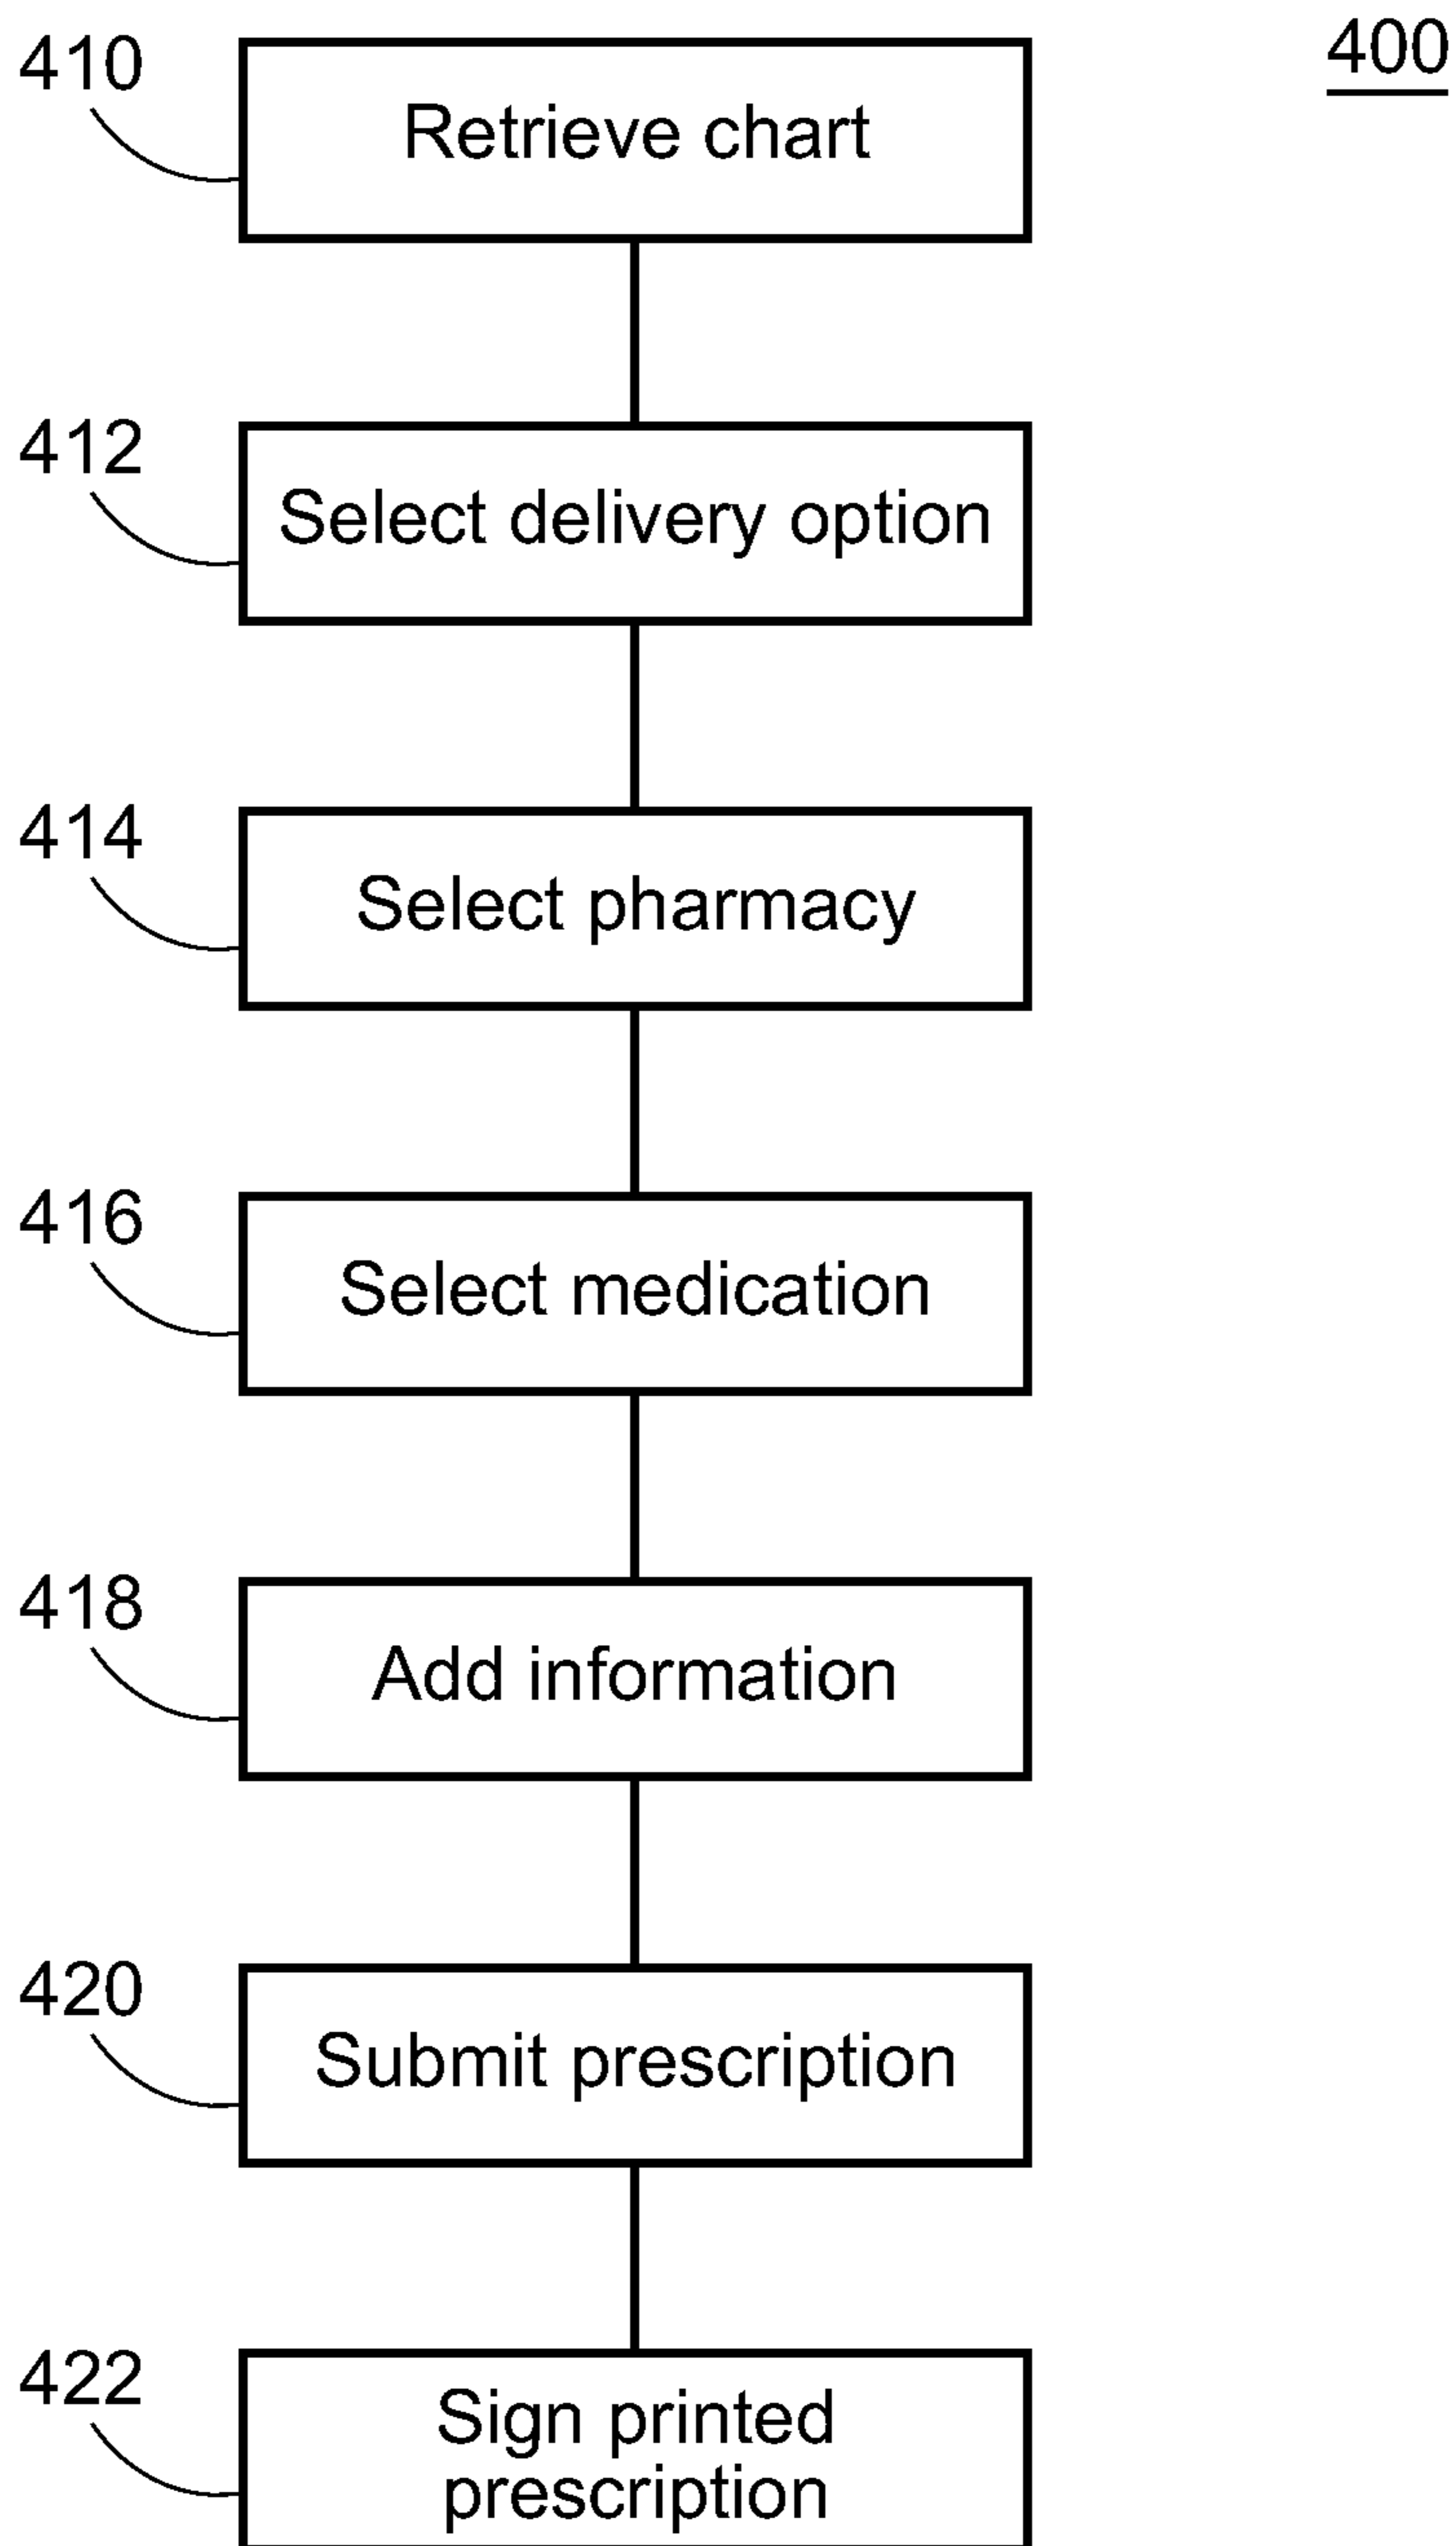 400
410
Retrieve chart
412
Select delivery option
414
Select pharmacy
416
Select medication
418
Add information
420
Submit prescription
422
Sign printed
prescription